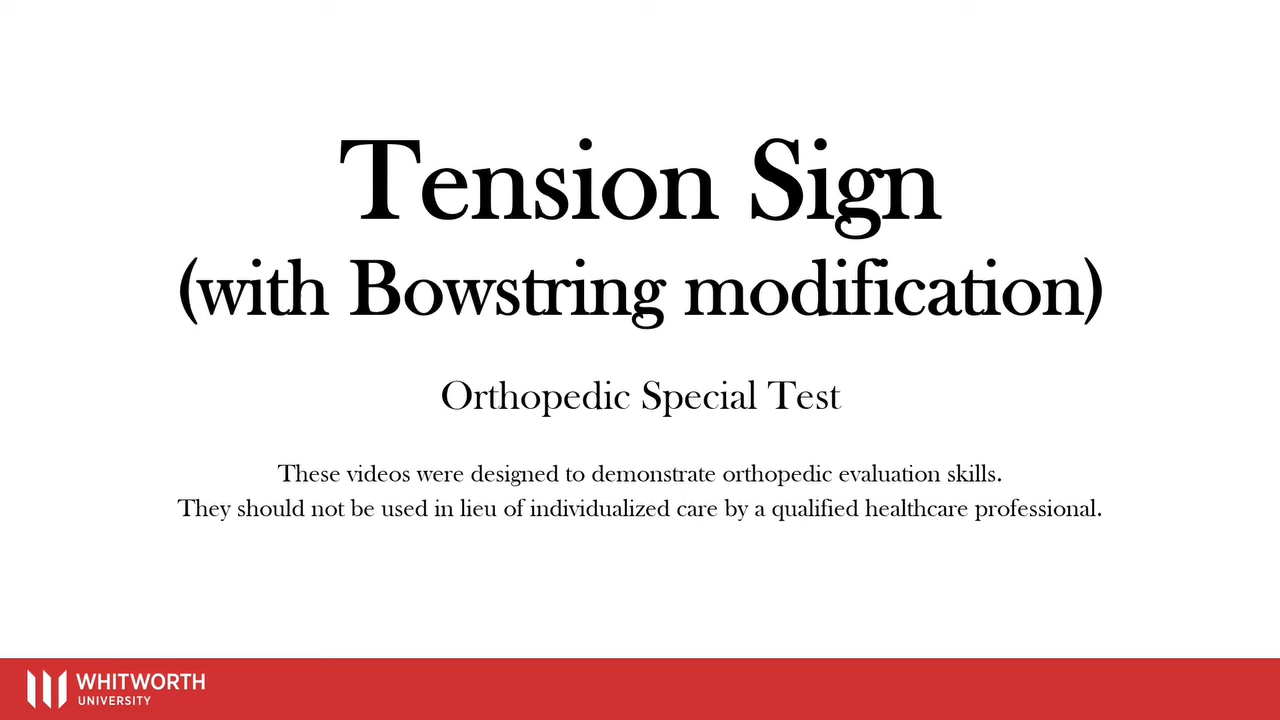 Tension Sign
(with Bowstring modification)
Orthopedic Special Test
These videos were designed to demonstrate orthopedic evaluation skills.
They should not be used in lieu of individualized care by a qualified healthcare professional.
WHITWORTH
UNIVERSITY